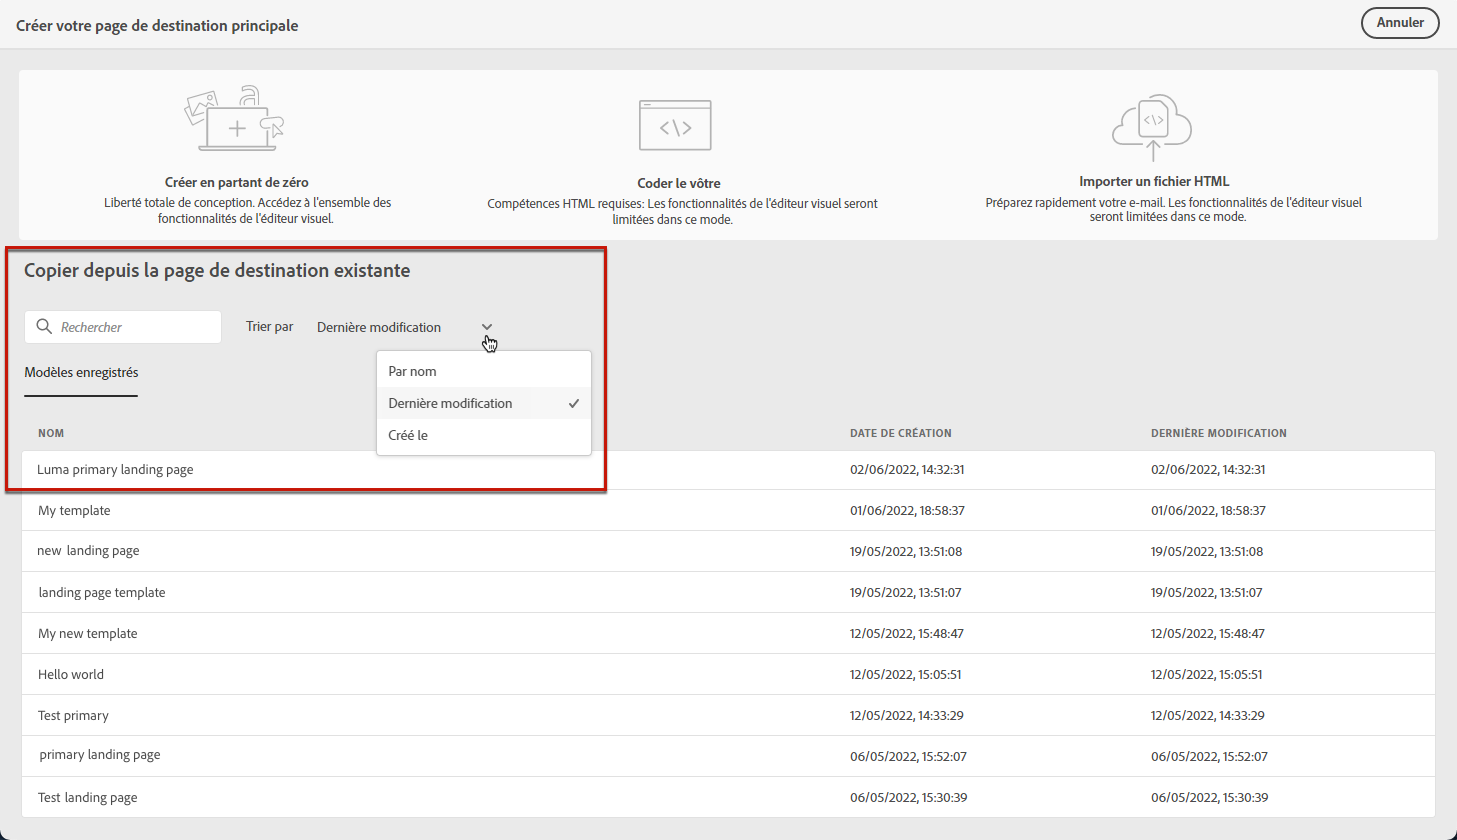 Créer votre page de destination principale
Annuler
a
Créer en partant de zéro
Liberté totale de conception. Accédez à l'ensemble des
fonctionnalités de l'éditeur visuel.
</>
Coder le vôtre
Compétences HTML requises: Les fonctionnalités de l'éditeur visuel seront
limitées dans ce mode.
</>
Importer un fichier HTML
Préparez rapidement votre e-mail. Les fonctionnalités de l'éditeur visuel
seront limitées dans ce mode.
Copier depuis la page de destination existante
Rechercher
Trier par
Dernière modification
Par nom
Dernière modification
Créé le
Modèles enregistrés
NOM DATE DE CRÉATION DERNIÈRE MODIFICATION
Luma primary landing page 02/06/2022, 14:32:31 02/06/2022, 14:32:31
My template 01/06/2022, 18:58:37 01/06/2022, 18:58:37
new landing page 19/05/2022, 13:51:08 19/05/2022, 13:51:08
landing page template 19/05/2022, 13:51:07 19/05/2022, 13:51:07
My new template 12/05/2022, 15:48:47 12/05/2022, 15:48:47
Hello world 12/05/2022, 15:05:51 12/05/2022, 15:05:51
Test primary 12/05/2022, 14:33:29 12/05/2022, 14:33:29
primary landing page 06/05/2022, 15:52:07 06/05/2022, 15:52:07
Test landing page 06/05/2022, 15:30:39 06/05/2022, 15:30:39